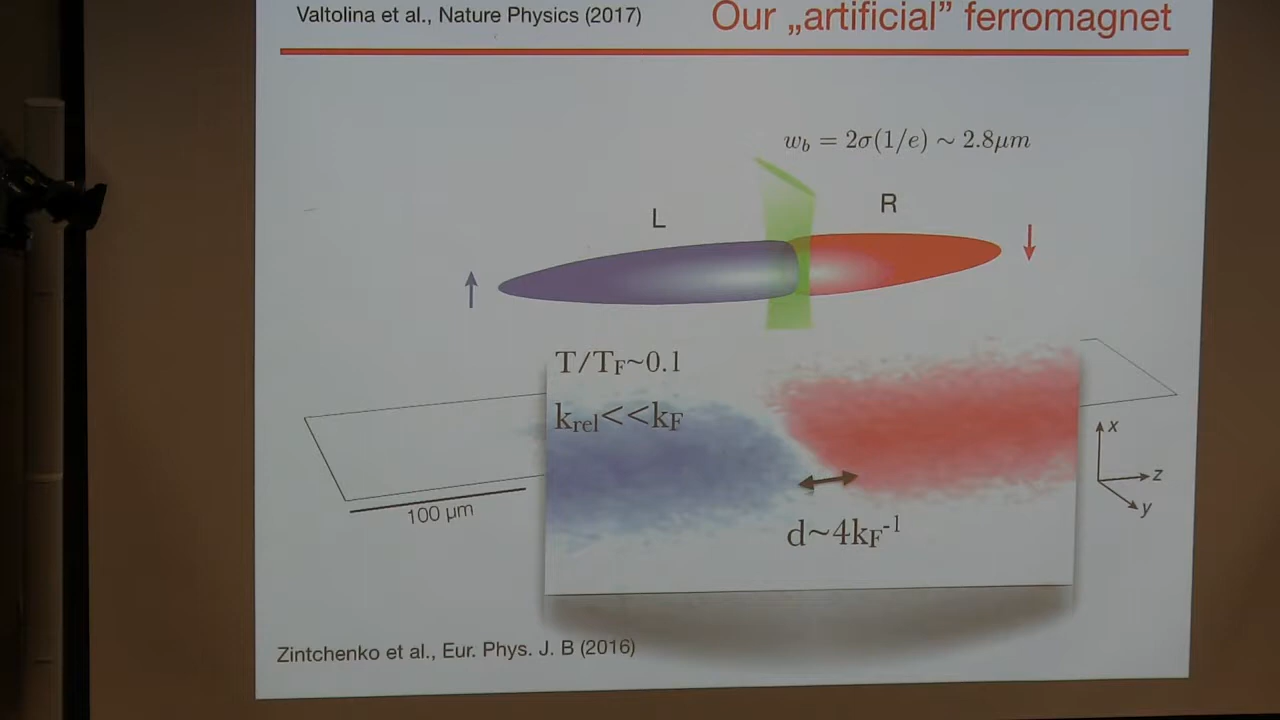 Valtolina et al., Nature Physics (2017)
Our „artificial” ferromagnet
w_b = 2σ(1/e) ∼ 2.8μm
L
R
T/T_F~0.1
k_rel<<k_F
100 μm
d~4k_F^-1
x
z
y
Zintchenko et al., Eur. Phys. J. B (2016)